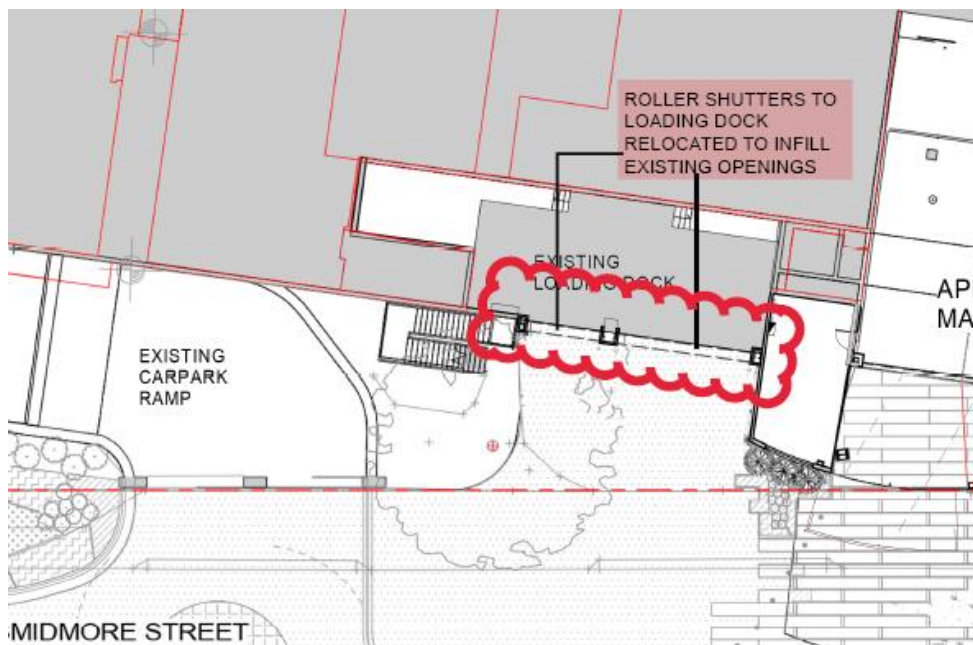 ROLLER SHUTTERS TO
LOADING DOCK
RELOCATED TO INFILL
EXISTING OPENINGS
EXISTING
LOADING DOCK
AP
MA
EXISTING
CARPARK
RAMP
SMIDMORE STREET